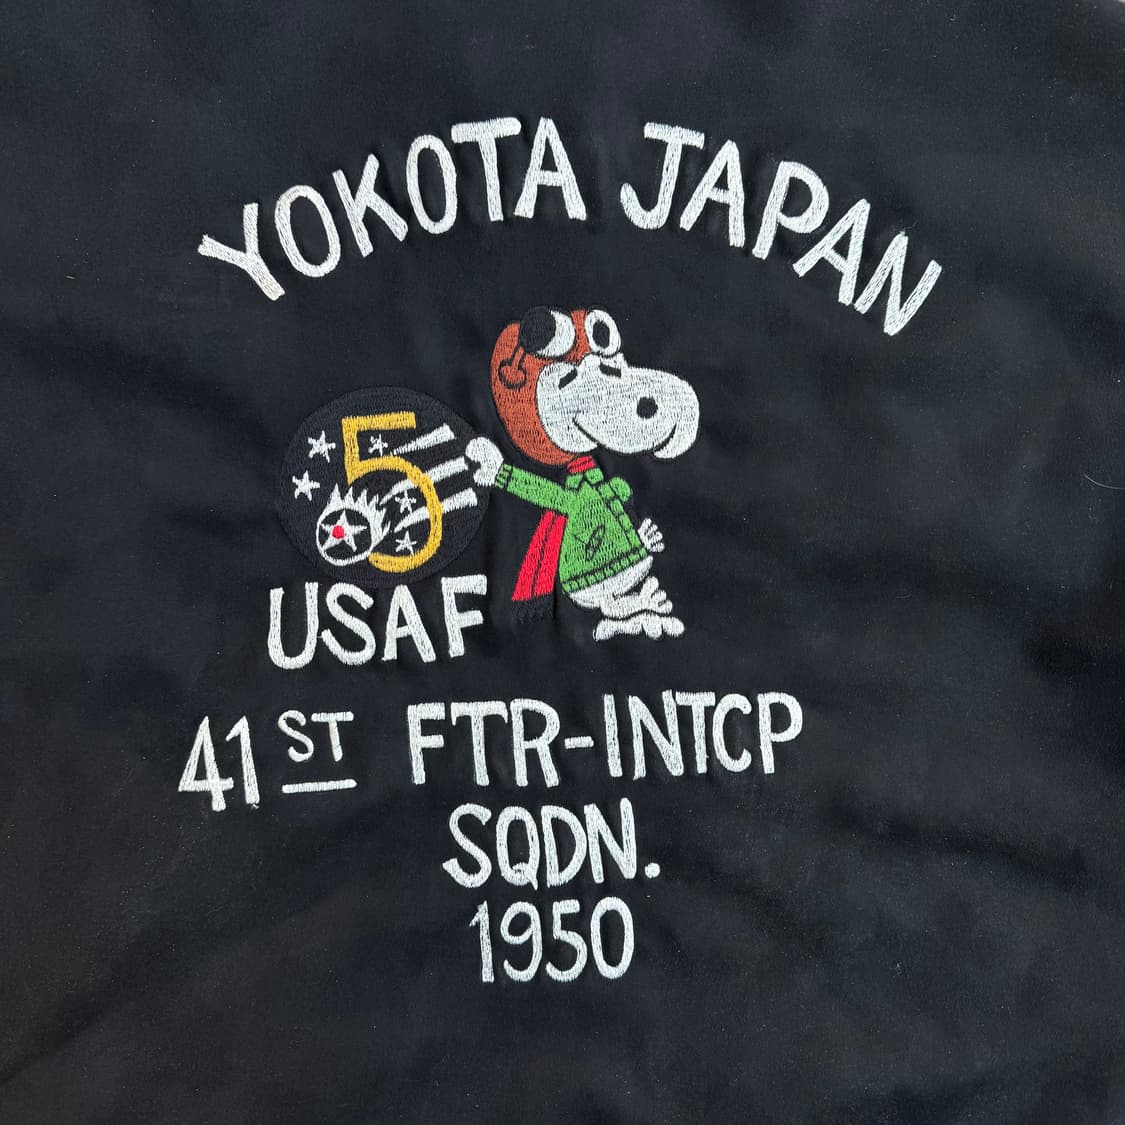 YOKOTA JAPAN
5
USAF
41ST FTR-INTCP
SQDN.
1950